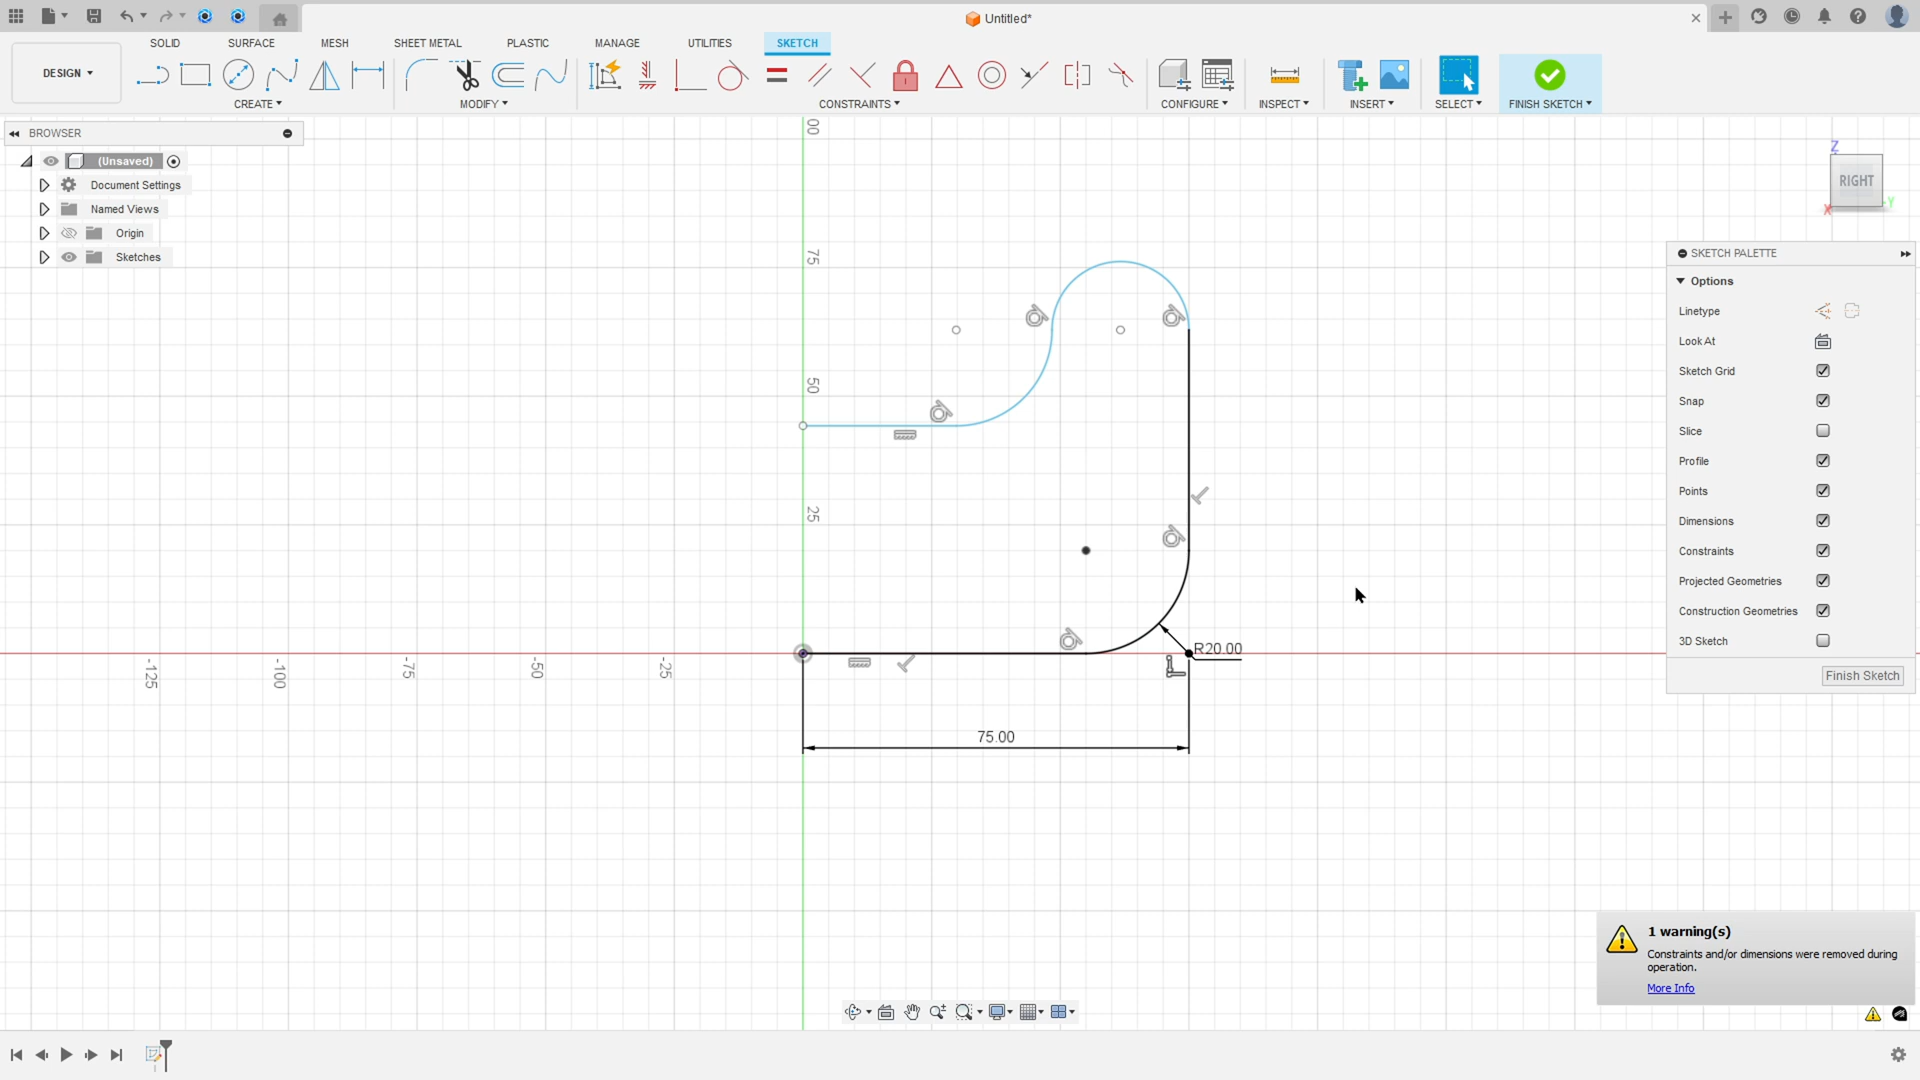 Untitled*
SOLID SURFACE MESH SHEET METAL PLASTIC MANAGE UTILITIES SKETCH
DESIGN
CREATE MODIFY CONSTRAINTS CONFIGURE INSPECT INSERT SELECT FINISH SKETCH
BROWSER
(Unsaved)
Document Settings
Named Views
Origin
Sketches
00
75
50
25
-125
-100
-75
-50
-25
R20.00
75.00
Z
RIGHT
X
Y
SKETCH PALETTE
Options
Linetype
Look At
Sketch Grid
Snap
Slice
Profile
Points
Dimensions
Constraints
Projected Geometries
Construction Geometries
3D Sketch
Finish Sketch
1 warning(s)
Constraints and/or dimensions were removed during
operation.
More Info